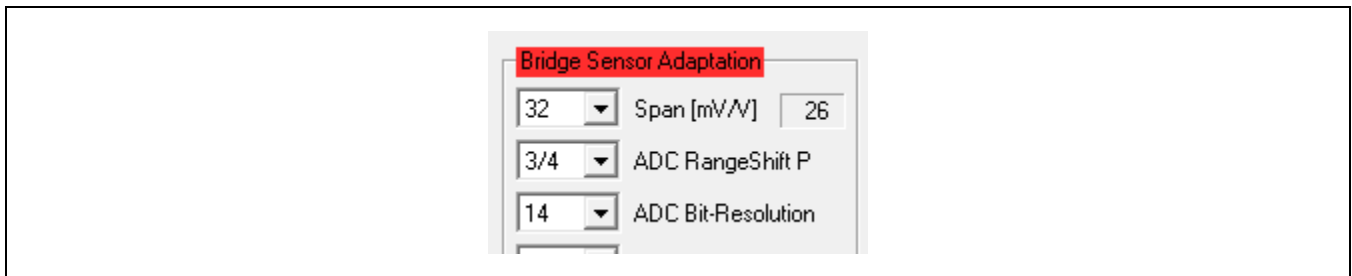 Bridge Sensor Adaptation
32 Span [mV/V] 26
3/4 ADC RangeShift P
14 ADC Bit-Resolution